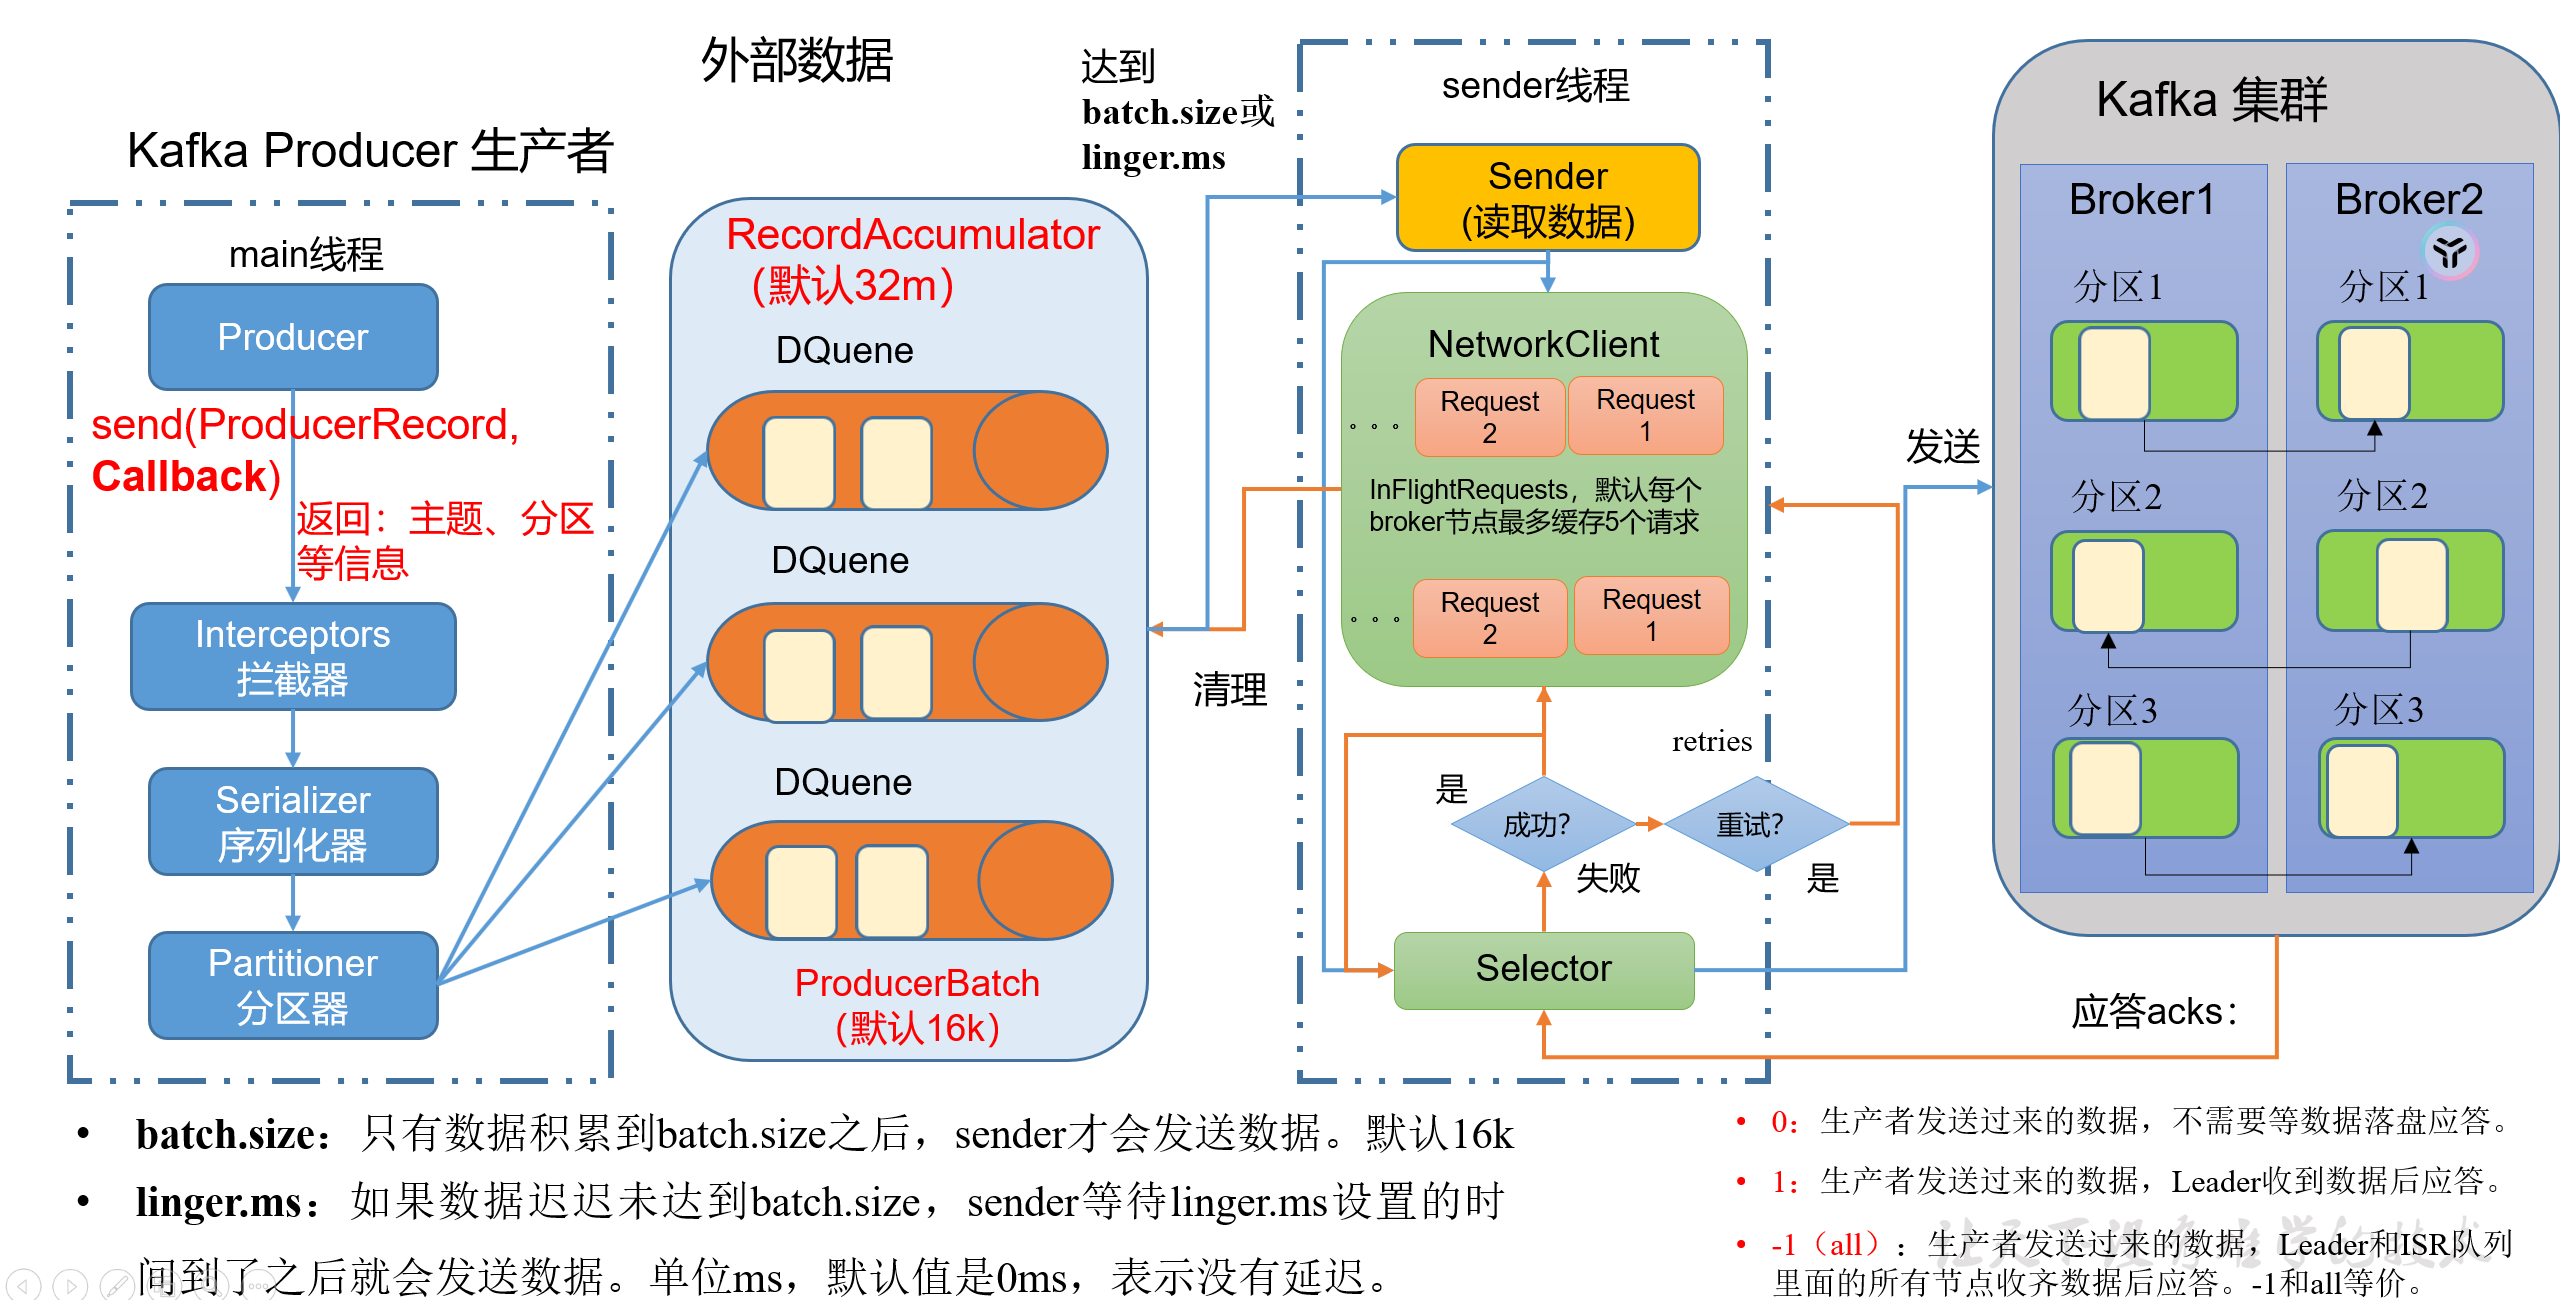 外部数据
Kafka Producer 生产者
main线程
Producer
send(ProducerRecord,
Callback)
返回：主题、分区
等信息
Interceptors
拦截器
Serializer
序列化器
Partitioner
分区器
RecordAccumulator
（默认32m）
DQuene
DQuene
DQuene
ProducerBatch
（默认16k）
达到
batch.size或
linger.ms
清理
sender线程
Sender
(读取数据)
NetworkClient
Request
2
Request
1
。。。
InFlightRequests，默认每个
broker节点最多缓存5个请求
Request
2
Request
1
。。。
retries
是
成功?
失败
重试?
是
Selector
发送
应答acks：
Kafka 集群
Broker1
分区1
分区2
分区3
Broker2
分区1
分区2
分区3
• batch.size：只有数据积累到batch.size之后，sender才会发送数据。默认16k
• linger.ms：如果数据迟迟未达到batch.size，sender等待linger.ms设置的时
间到了之后就会发送数据。单位ms，默认值是0ms，表示没有延迟。
• 0：生产者发送过来的数据，不需要等数据落盘应答。
• 1：生产者发送过来的数据，Leader收到数据后应答。
• -1（all）：生产者发送过来的数据，Leader和ISR队列
里面的所有节点收齐数据后应答。-1和all等价。
让天下没有难学的技术